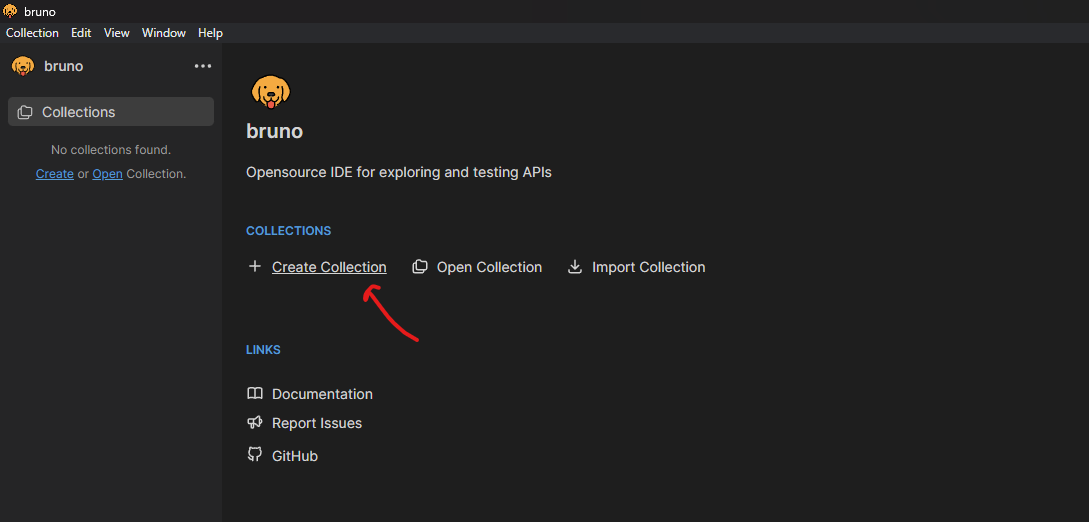 bruno
Collection Edit View Window Help
bruno
Collections
No collections found.
Create or Open Collection.
bruno
Opensource IDE for exploring and testing APIs
COLLECTIONS
Create Collection Open Collection Import Collection
LINKS
Documentation
Report Issues
GitHub